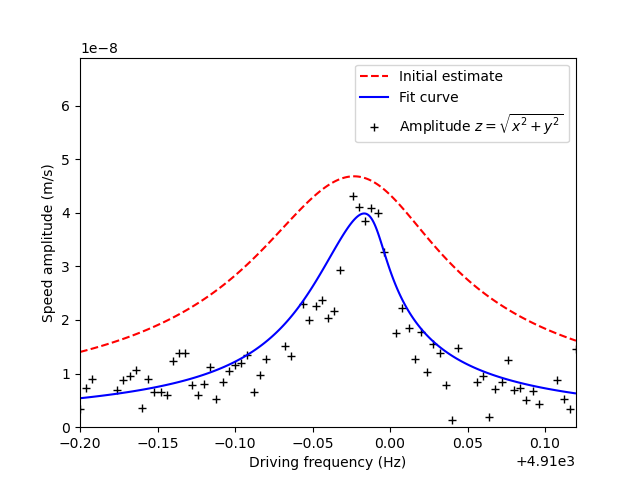 1e−8
Initial estimate
Fit curve
Amplitude z = √x² + y²
6
5
4
3
2
1
0
Speed amplitude (m/s)
−0.20 −0.15 −0.10 −0.05 0.00 0.05 0.10
Driving frequency (Hz)
+4.91e3